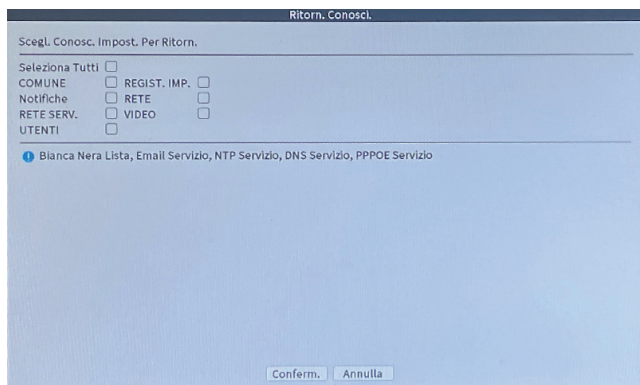 Ritorn. Conosci.
Scegl. Conosc. Impost. Per Ritorn.
Seleziona Tutti
COMUNE REGIST. IMP.
Notifiche RETE
RETE SERV. VIDEO
UTENTI
Bianca Nera Lista, Email Servizio, NTP Servizio, DNS Servizio, PPPOE Servizio
Conferm. Annulla